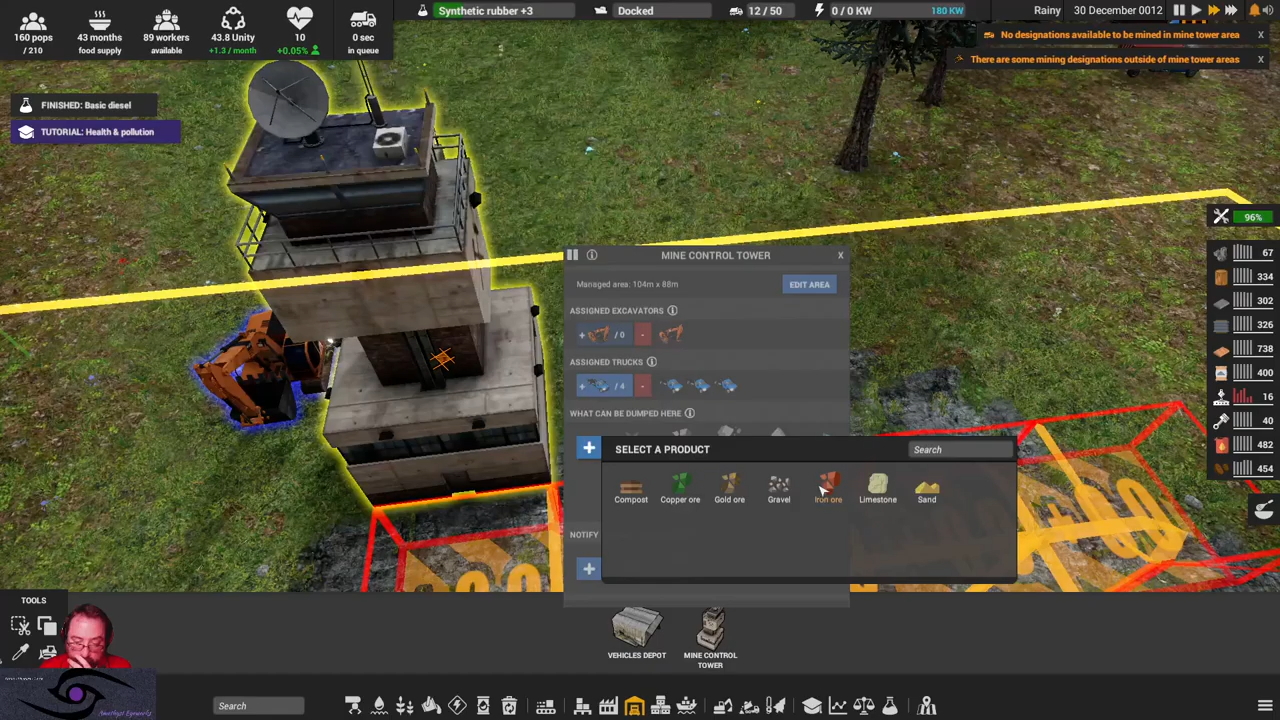 160 pops
/ 210
43 months
food supply
89 workers
available
43.8 Unity
+1.3 / month
10
+0.05%
0 sec
in queue
Synthetic rubber +3
Docked
12 / 50
0 / 0 KW
180 KW
Rainy
30 December 0012
No designations available to be mined in mine tower area
X
There are some mining designations outside of mine tower areas
X
FINISHED: Basic diesel
TUTORIAL: Health & pollution
96%
67
334
302
326
738
400
16
40
482
454
MINE CONTROL TOWER
X
Managed area: 104m x 88m
EDIT AREA
ASSIGNED EXCAVATORS
+ / 0
-
ASSIGNED TRUCKS
+ / 4
-
WHAT CAN BE DUMPED HERE
+
SELECT A PRODUCT
Search
Compost
Copper ore
Gold ore
Gravel
Iron ore
Limestone
Sand
NOTIFY
+
TOOLS
VEHICLES DEPOT
MINE CONTROL
TOWER
Amethyst Eyeworks
Search